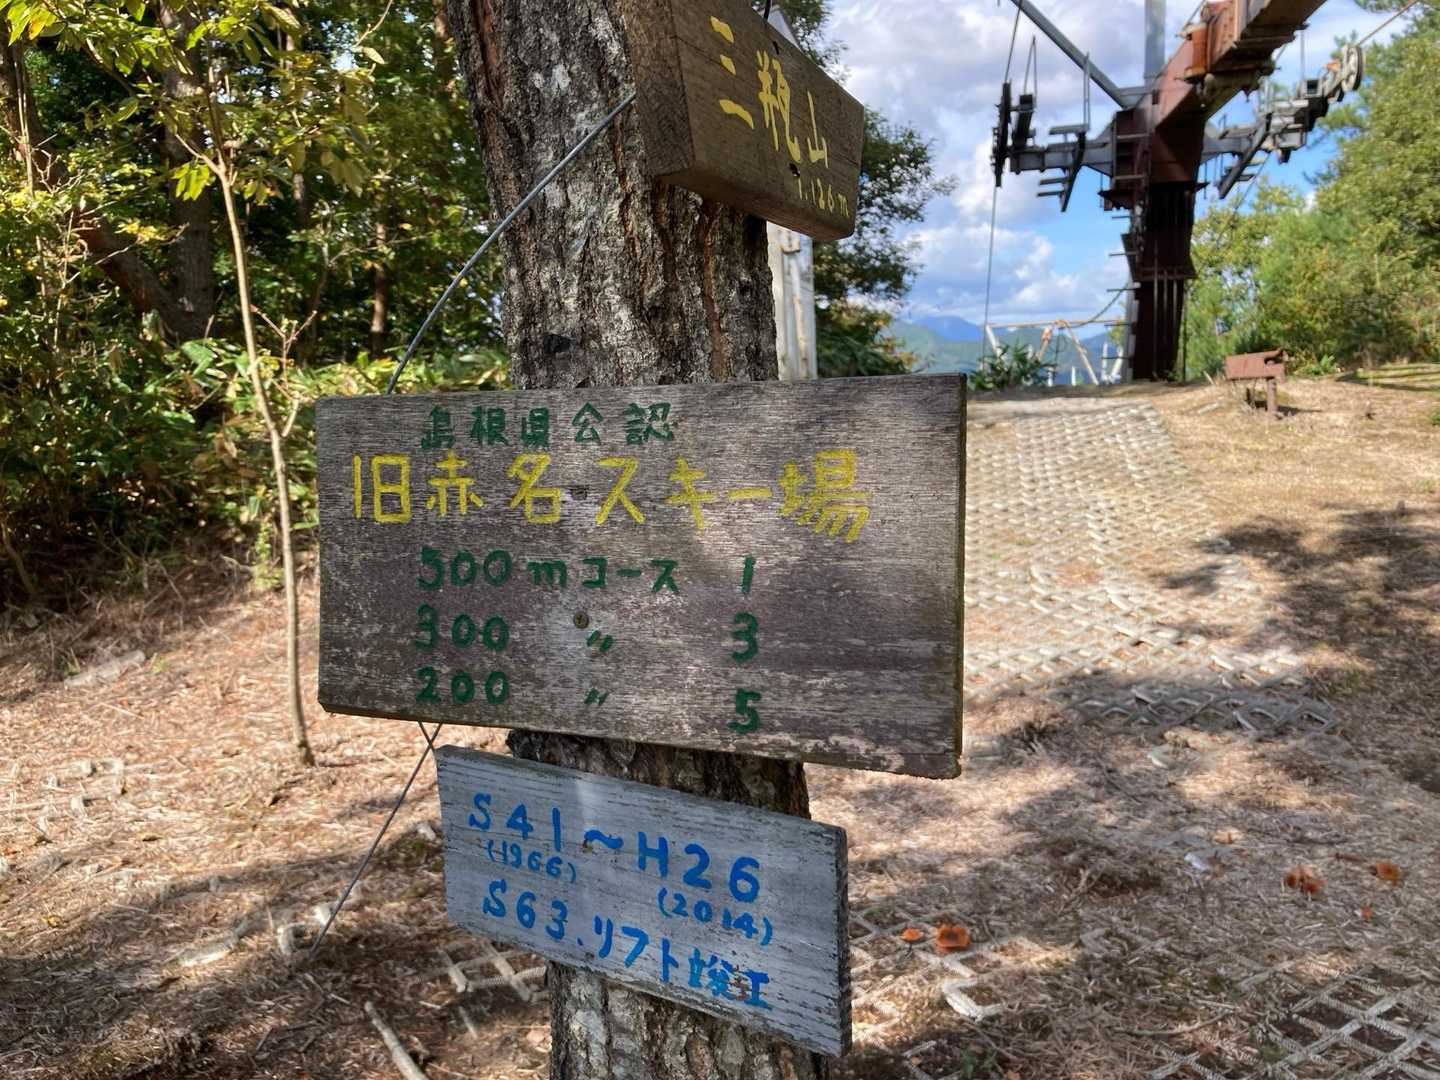 三瓶山
1.126m
島根県公認
旧赤名スキー場
500mコース 1
300 〃 3
200 〃 5
S41～H26
(1966) (2014)
S63.リフト竣工